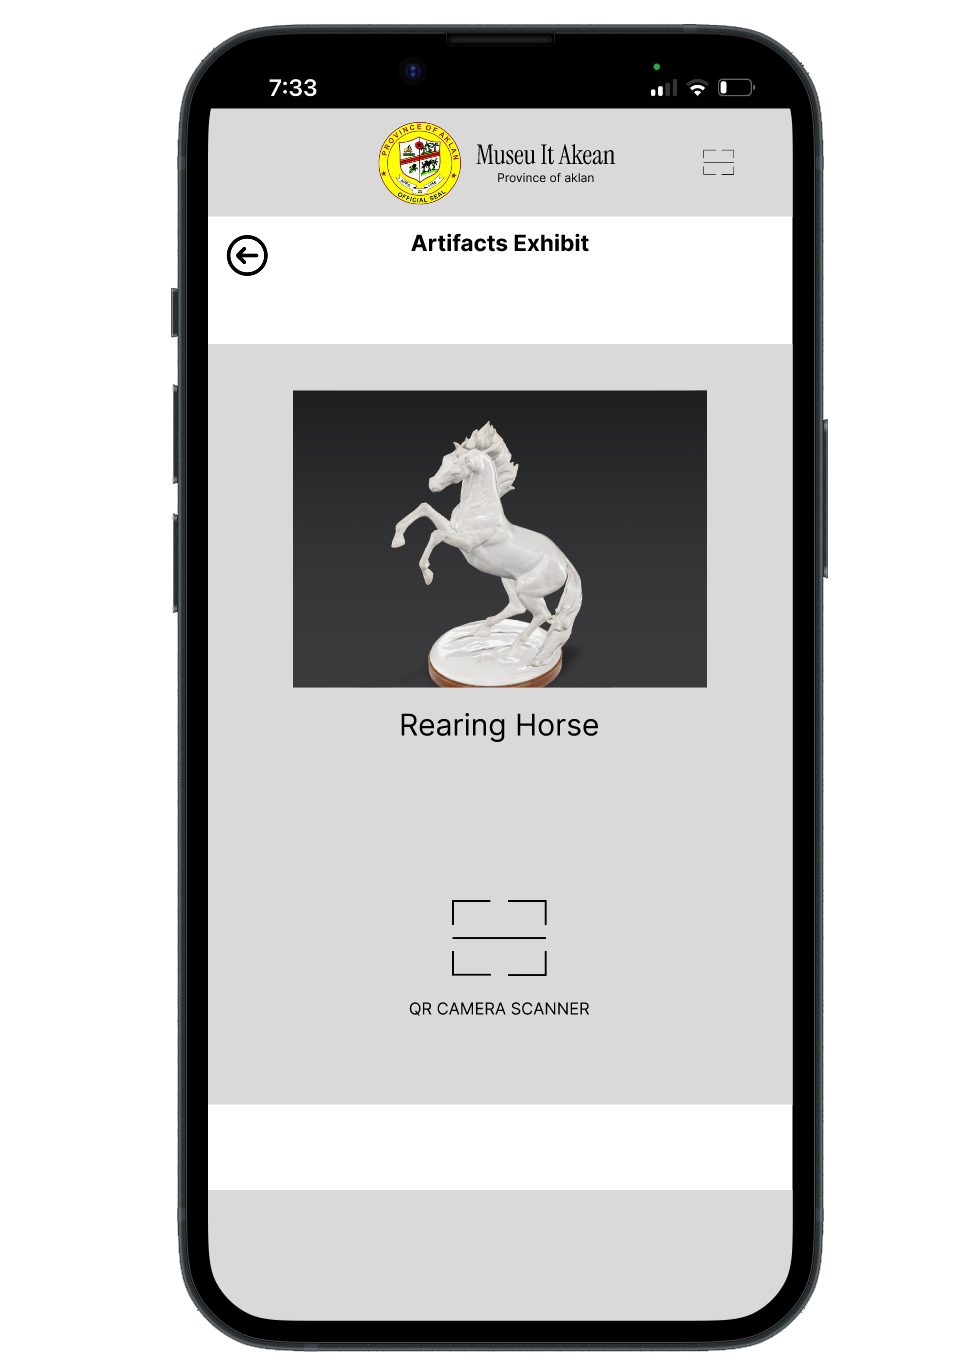 7:33
PROVINCE OF AKLAN
OFFICIAL SEAL
Museu It Akean
Province of aklan
Artifacts Exhibit
Rearing Horse
QR CAMERA SCANNER